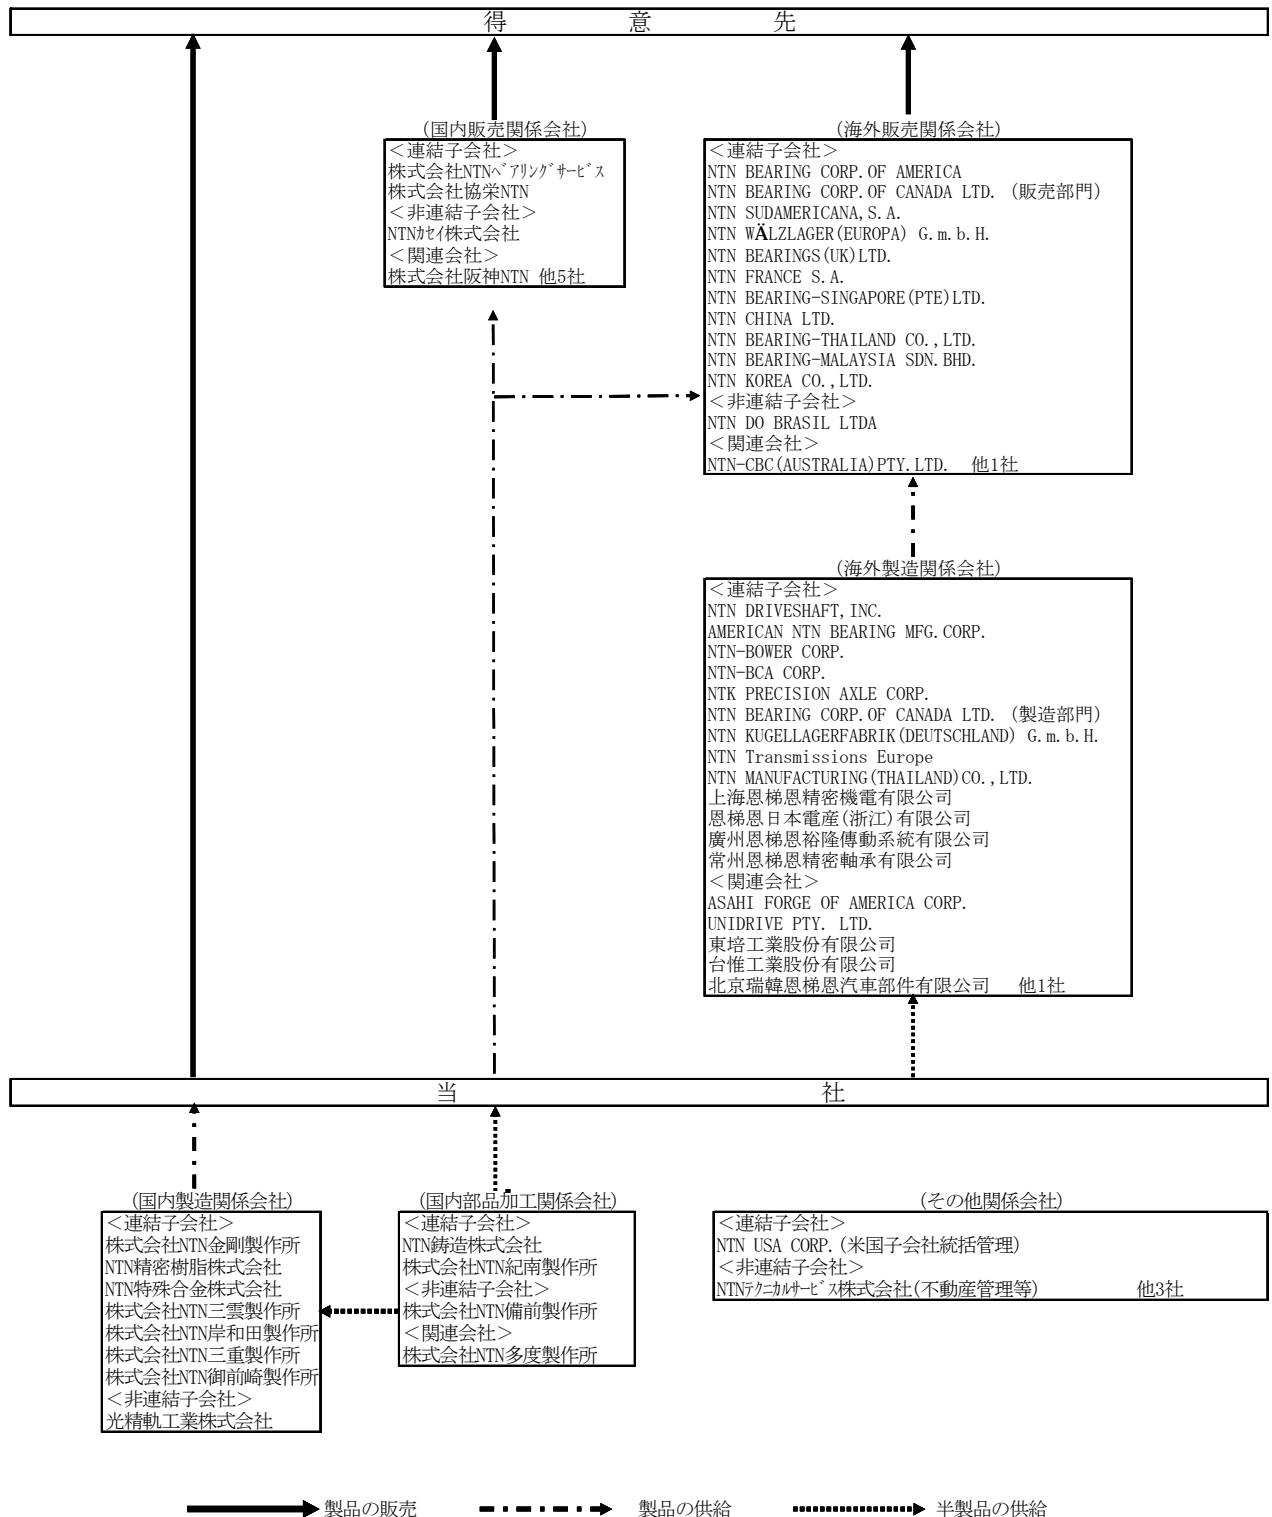 得 意 先
(国内販売関係会社)
<連結子会社>
株式会社NTNベアリングサービス
株式会社協栄NTN
<非連結子会社>
NTNカセイ株式会社
<関連会社>
株式会社阪神NTN 他5社
(海外販売関係会社)
<連結子会社>
NTN BEARING CORP.OF AMERICA
NTN BEARING CORP.OF CANADA LTD. (販売部門)
NTN SUDAMERICANA,S.A.
NTN WÄLZLAGER(EUROPA) G.m.b.H.
NTN BEARINGS(UK)LTD.
NTN FRANCE S.A.
NTN BEARING-SINGAPORE(PTE)LTD.
NTN CHINA LTD.
NTN BEARING-THAILAND CO.,LTD.
NTN BEARING-MALAYSIA SDN.BHD.
NTN KOREA CO.,LTD.
<非連結子会社>
NTN DO BRASIL LTDA
<関連会社>
NTN-CBC(AUSTRALIA)PTY.LTD. 他1社
(海外製造関係会社)
<連結子会社>
NTN DRIVESHAFT,INC.
AMERICAN NTN BEARING MFG.CORP.
NTN-BOWER CORP.
NTN-BCA CORP.
NTK PRECISION AXLE CORP.
NTN BEARING CORP.OF CANADA LTD. (製造部門)
NTN KUGELLAGERFABRIK(DEUTSCHLAND) G.m.b.H.
NTN Transmissions Europe
NTN MANUFACTURING(THAILAND)CO.,LTD.
上海恩梯恩精密機電有限公司
恩梯恩日本電産(浙江)有限公司
廣州恩梯恩裕隆傳動系統有限公司
常州恩梯恩精密軸承有限公司
<関連会社>
ASAHI FORGE OF AMERICA CORP.
UNIDRIVE PTY. LTD.
東培工業股份有限公司
台惟工業股份有限公司
北京瑞韓恩梯恩汽車部件有限公司 他1社
当 社
(国内製造関係会社)
<連結子会社>
株式会社NTN金剛製作所
NTN精密樹脂株式会社
NTN特殊合金株式会社
株式会社NTN三雲製作所
株式会社NTN岸和田製作所
株式会社NTN三重製作所
株式会社NTN御前崎製作所
<非連結子会社>
光精軌工業株式会社
(国内部品加工関係会社)
<連結子会社>
NTN鋳造株式会社
株式会社NTN紀南製作所
<非連結子会社>
株式会社NTN備前製作所
<関連会社>
株式会社NTN多度製作所
(その他関係会社)
<連結子会社>
NTN USA CORP.(米国子会社統括管理)
<非連結子会社>
NTNテクニカルサービス株式会社(不動産管理等) 他3社
製品の販売 製品の供給 半製品の供給